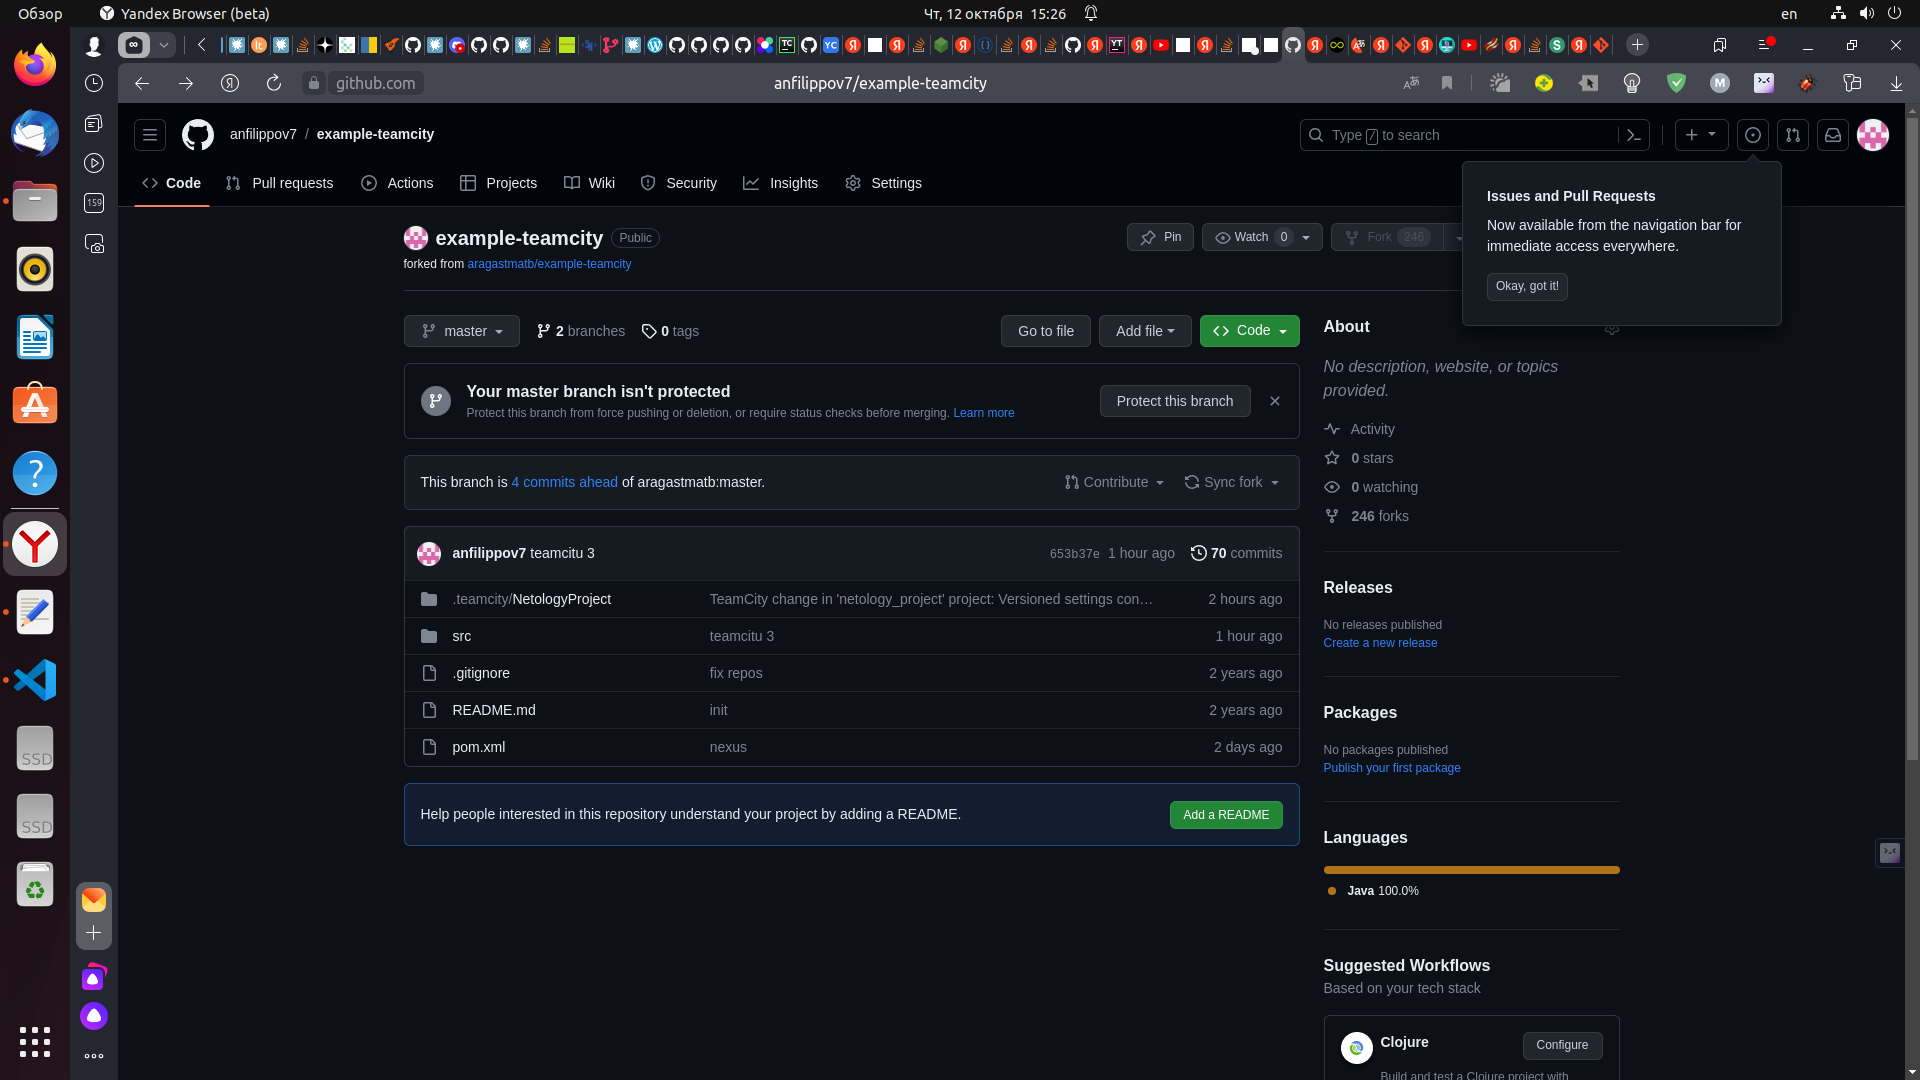 Обзор
Yandex Browser (beta)
Чт, 12 октября 15:26
en
github.com
anfilippov7/example-teamcity
anfilippov7 / example-teamcity
Type / to search
Code
Pull requests
Actions
Projects
Wiki
Security
Insights
Settings
Issues and Pull Requests
Now available from the navigation bar for
immediate access everywhere.
Okay, got it!
159
example-teamcity
Public
Pin
Watch 0
Fork 246
forked from aragastmatb/example-teamcity
master
2 branches
0 tags
Go to file
Add file
Code
Your master branch isn't protected
Protect this branch from force pushing or deletion, or require status checks before merging. Learn more
Protect this branch
This branch is 4 commits ahead of aragastmatb:master.
Contribute
Sync fork
anfilippov7 teamcitu 3
653b37e 1 hour ago
70 commits
.teamcity/NetologyProject
TeamCity change in 'netology_project' project: Versioned settings con…
2 hours ago
src
teamcitu 3
1 hour ago
.gitignore
fix repos
2 years ago
README.md
init
2 years ago
pom.xml
nexus
2 days ago
Help people interested in this repository understand your project by adding a README.
Add a README
About
No description, website, or topics
provided.
Activity
0 stars
0 watching
246 forks
Releases
No releases published
Create a new release
Packages
No packages published
Publish your first package
Languages
Java 100.0%
Suggested Workflows
Based on your tech stack
Clojure
Configure
Build and test a Clojure project with
SSD
SSD